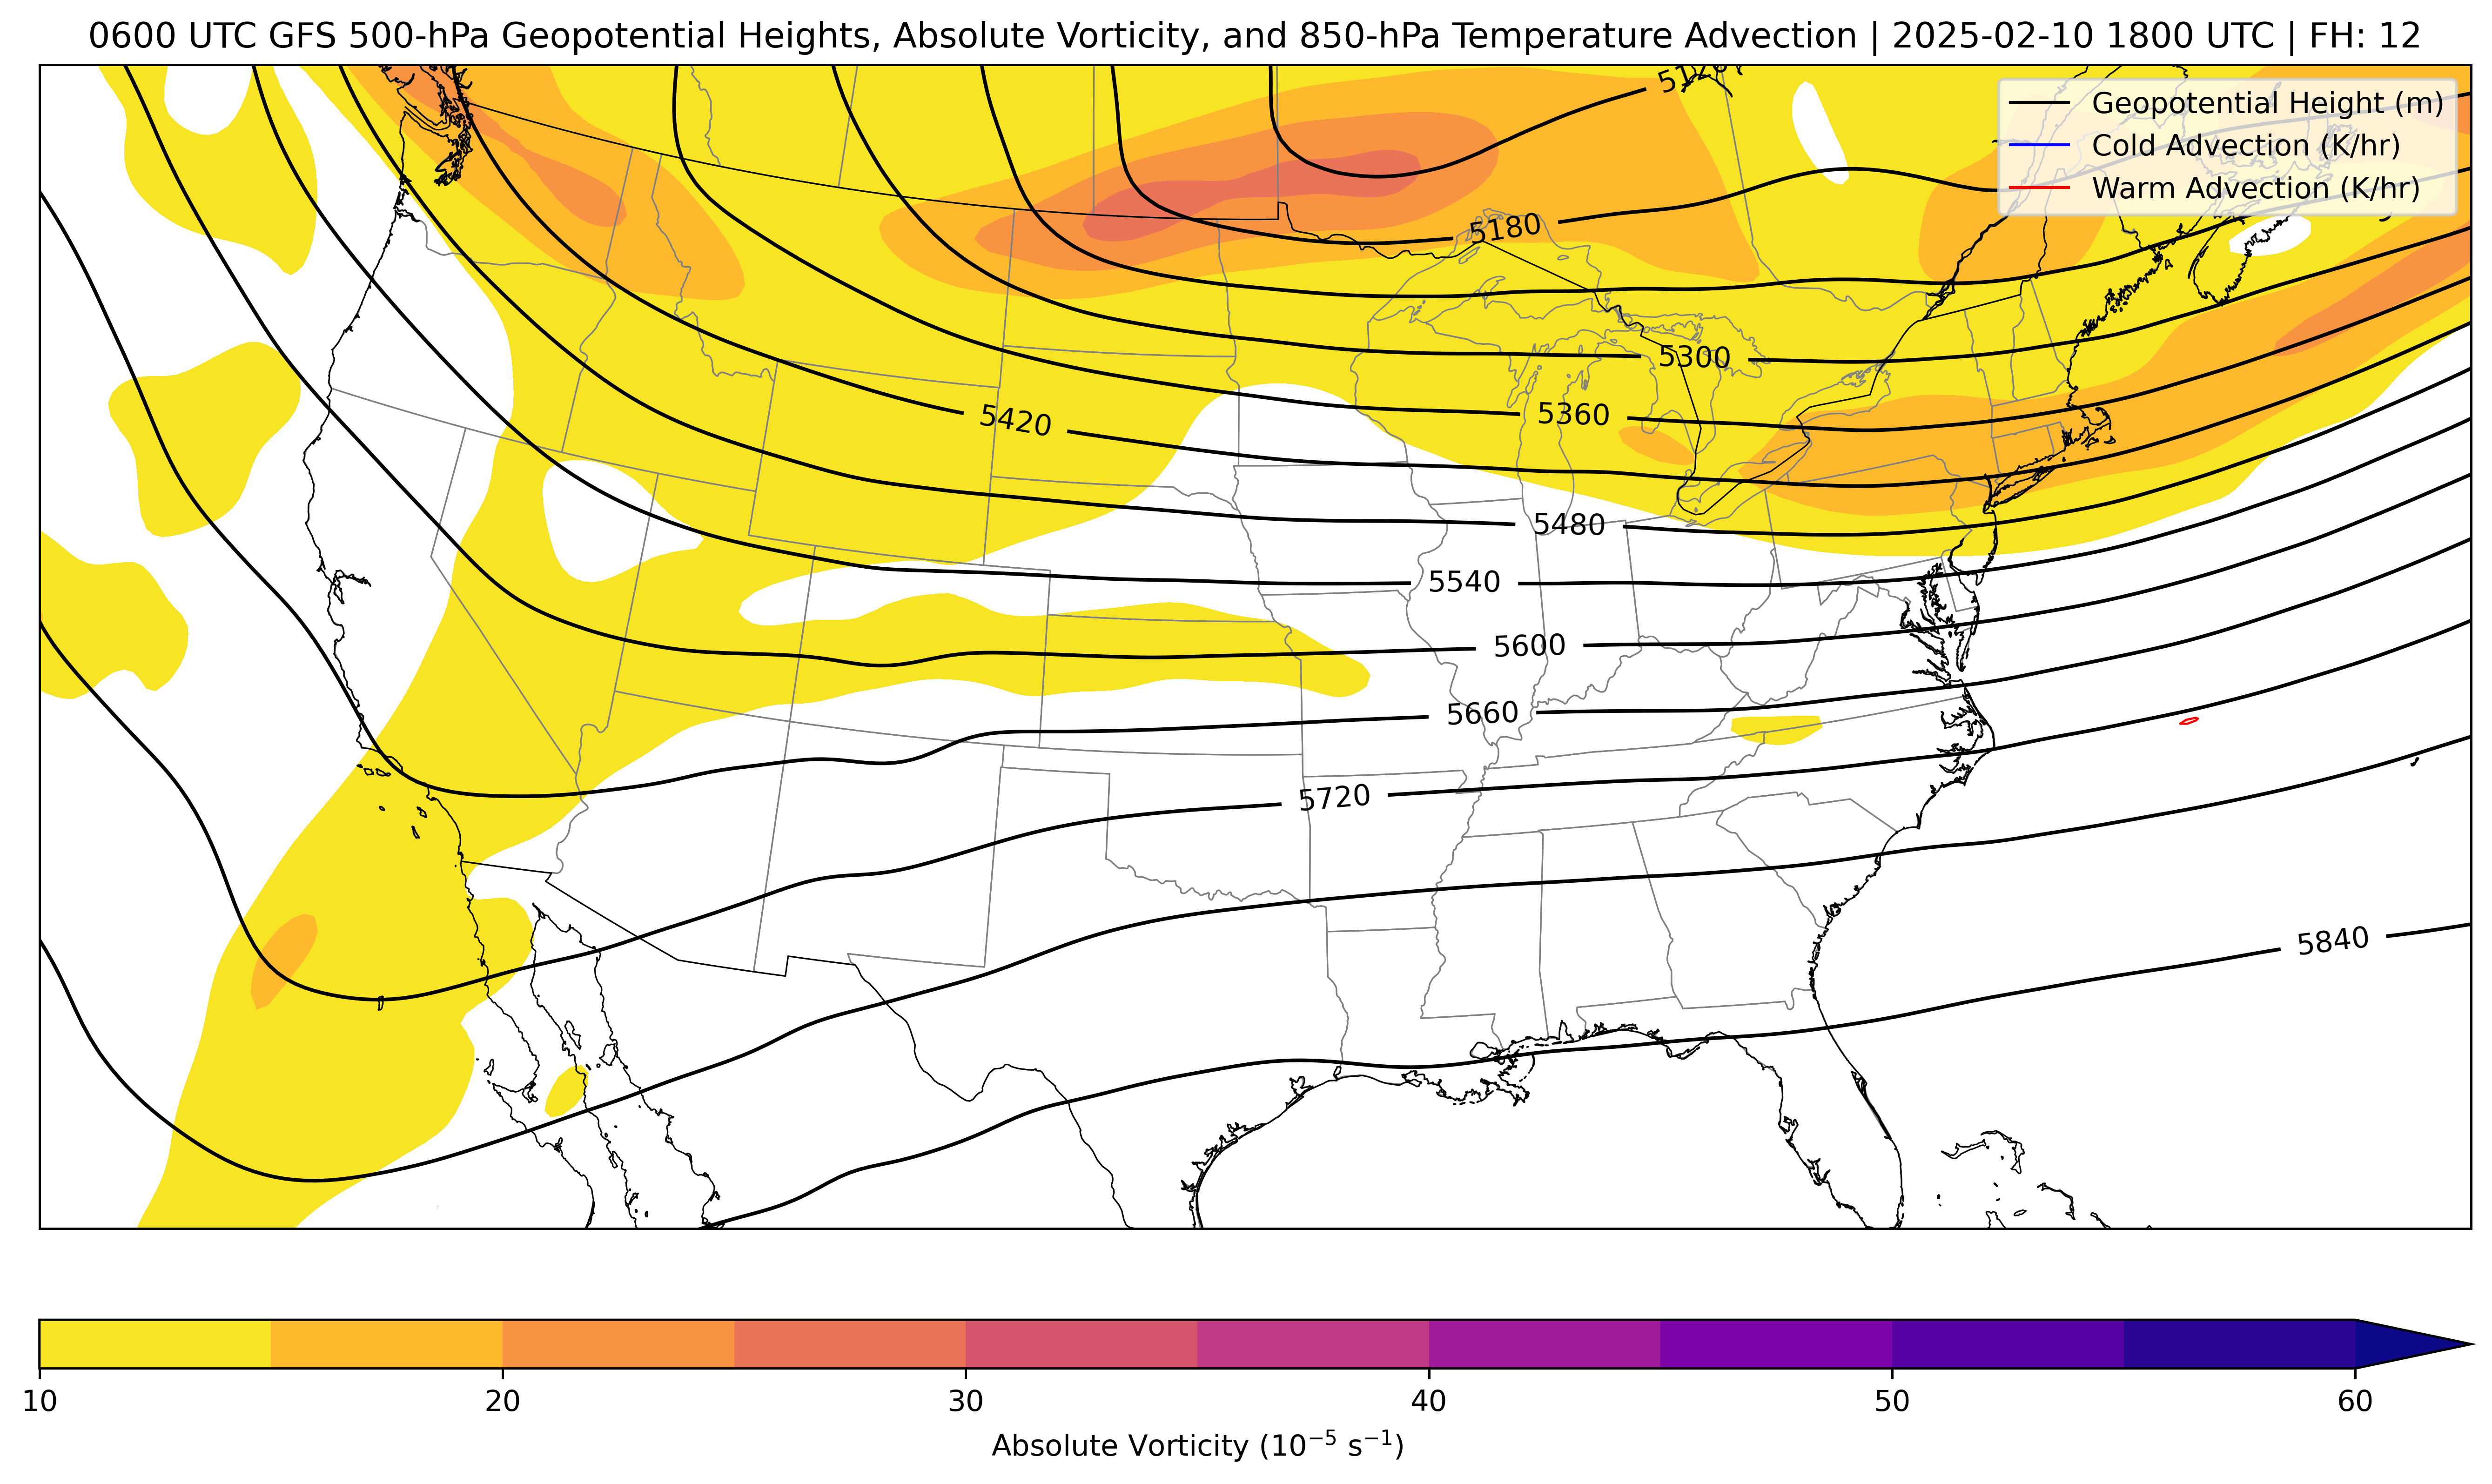 0600 UTC GFS 500-hPa Geopotential Heights, Absolute Vorticity, and 850-hPa Temperature Advection | 2025-02-10 1800 UTC | FH: 12
Geopotential Height (m)
Cold Advection (K/hr)
Warm Advection (K/hr)
5180
5300
5360
5420
5480
5540
5600
5660
5720
5840
10 20 30 40 50 60
Absolute Vorticity (10⁻⁵ s⁻¹)